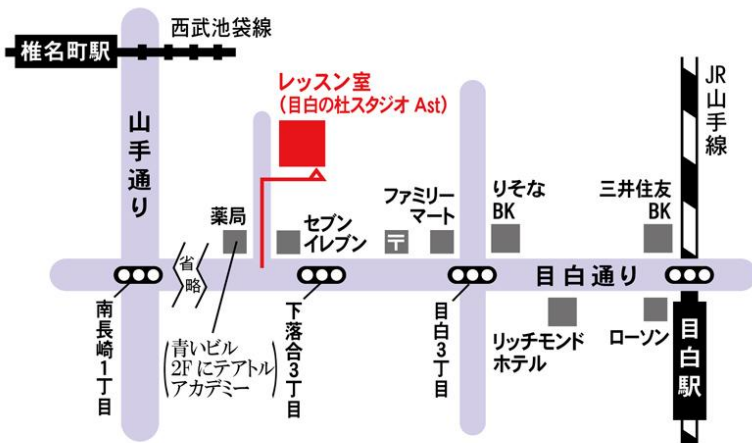 西武池袋線
椎名町駅
山手通り
レッスン室
(目白の杜スタジオ Ast)
JR山手線
薬局
セブン
イレブン
〒
ファミリー
マート
りそな
BK
三井住友
BK
省略
目白通り
南長崎1丁目
(青いビル
2Fにテアトル
アカデミー)
下落合3丁目
目白3丁目
リッチモンド
ホテル
ローソン
目白駅